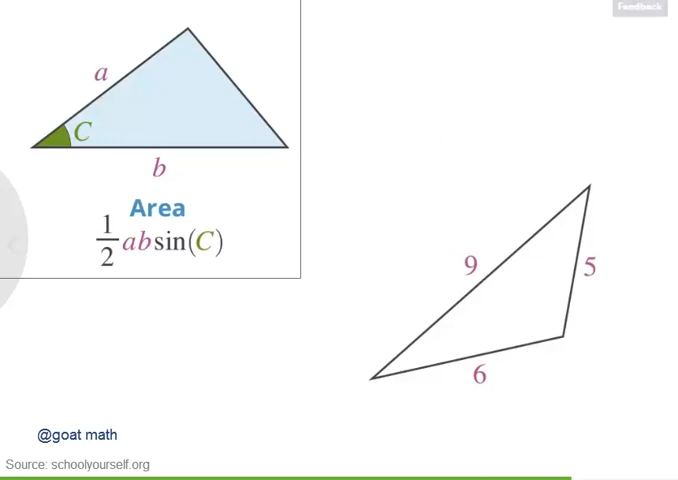 Feedback
a
C
b
Area
1
2
ab sin(C)
9
5
6
@goat math
Source: schoolyourself.org